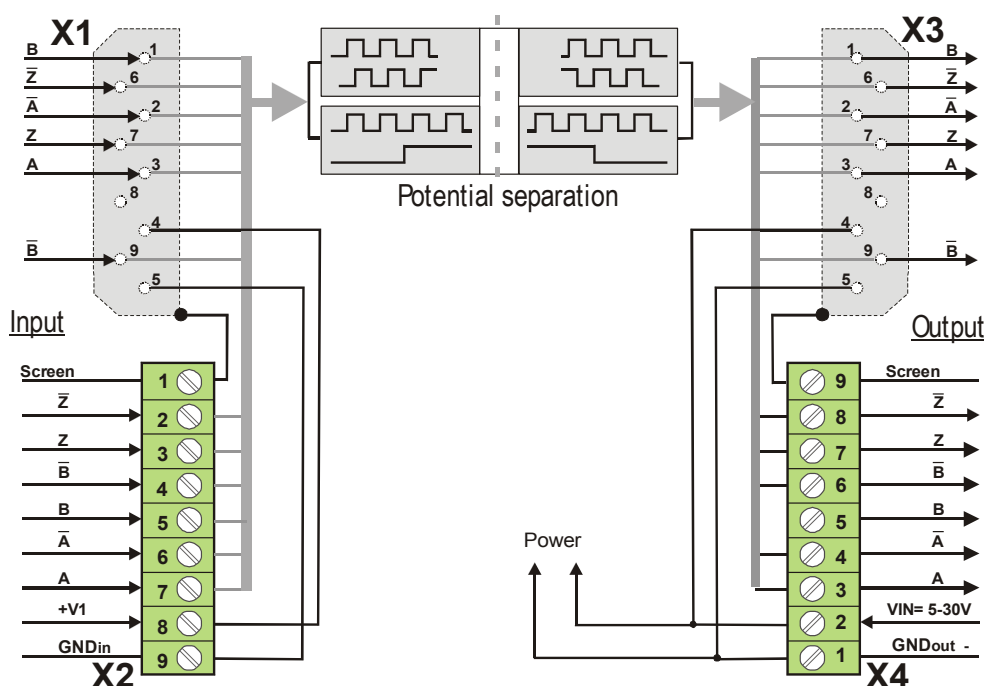 X1
B
1
Z̅
6
A̅
2
Z
7
A
3
8
4
B̅
9
5
Potential separation
X3
1
B
6
Z̅
2
A̅
7
Z
3
A
8
4
9
B̅
5
Input
Screen
1
Z̅
2
Z
3
B̅
4
B
5
A̅
6
A
7
+V1
8
GNDin
9
X2
Power
Output
9
Screen
8
Z̅
7
Z
6
B̅
5
B
4
A̅
3
A
2
VIN= 5-30V
1
GNDout -
X4